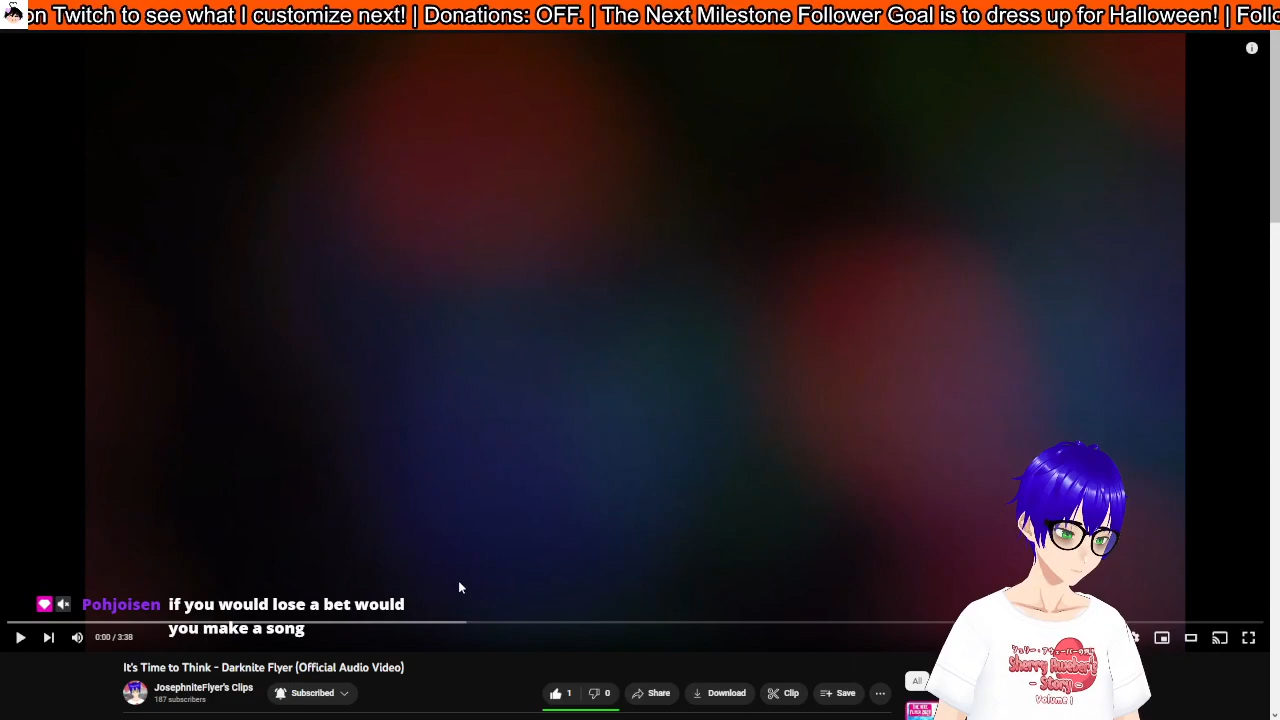 on Twitch to see what I customize next! | Donations: OFF. | The Next Milestone Follower Goal is to dress up for Halloween! | Follo
Pohjoisen if you would lose a bet would
you make a song
0:00 / 3:38
It's Time to Think - Darknite Flyer (Official Audio Video)
JosephniteFlyer's Clips
187 subscribers
Subscribed
1
0
Share
Download
Clip
Save
All
Sherry Aweber's
Story
Volume 1